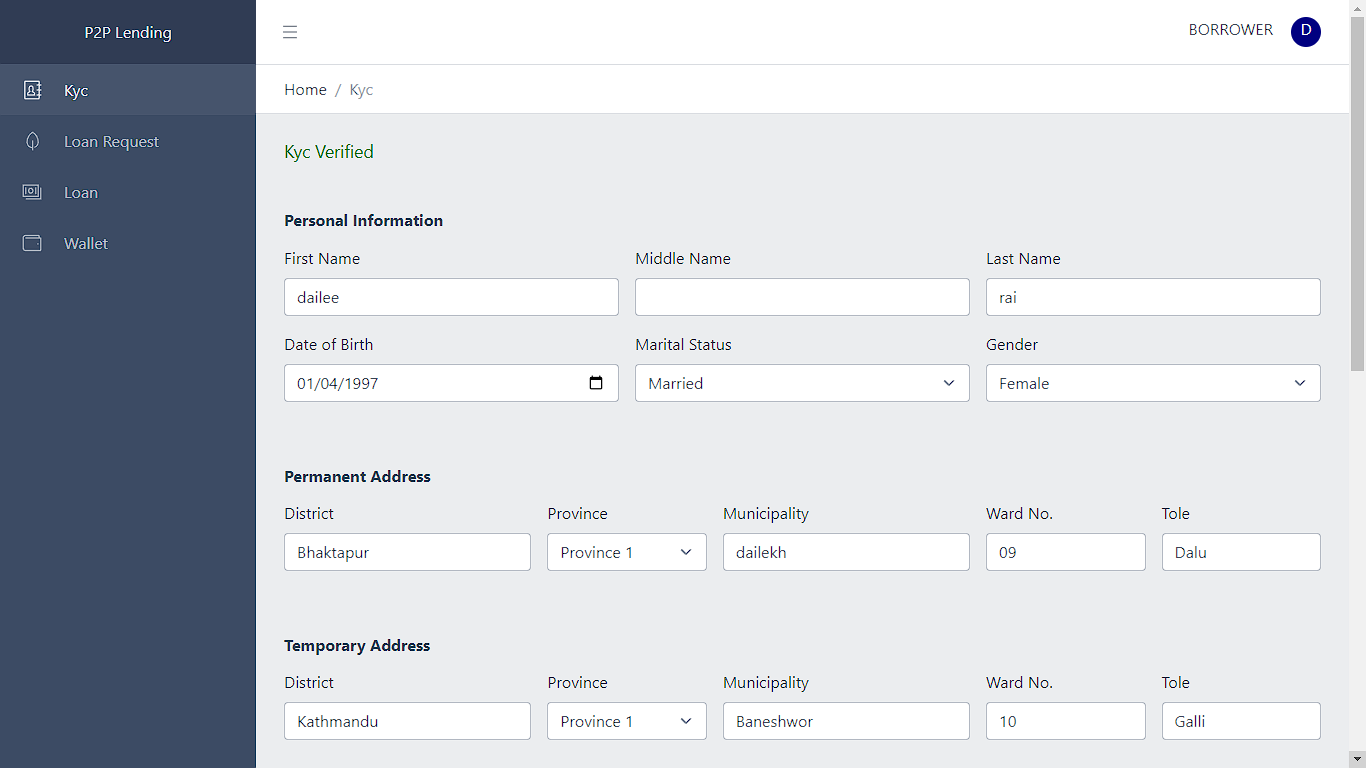 P2P Lending
BORROWER D
Kyc
Loan Request
Loan
Wallet
Home / Kyc
Kyc Verified
Personal Information
First Name Middle Name Last Name
dailee rai
Date of Birth Marital Status Gender
01/04/1997 Married Female
Permanent Address
District Province Municipality Ward No. Tole
Bhaktapur Province 1 dailekh 09 Dalu
Temporary Address
District Province Municipality Ward No. Tole
Kathmandu Province 1 Baneshwor 10 Galli